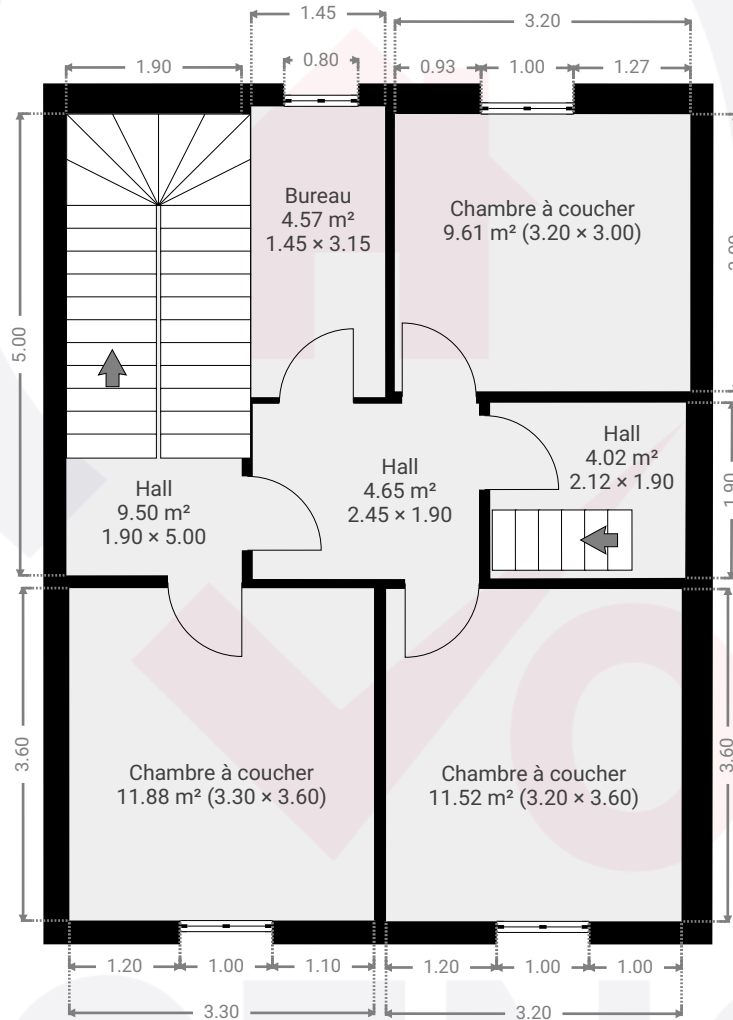 1.45
3.20
1.90
0.80
0.93
1.00
1.27
Bureau
4.57 m²
1.45 × 3.15
Chambre à coucher
9.61 m² (3.20 × 3.00)
5.00
Hall
4.02 m²
2.12 × 1.90
Hall
4.65 m²
2.45 × 1.90
Hall
9.50 m²
1.90 × 5.00
1.90
3.60
3.60
Chambre à coucher
11.88 m² (3.30 × 3.60)
Chambre à coucher
11.52 m² (3.20 × 3.60)
1.20
1.00
1.10
1.20
1.00
1.00
3.30
3.20